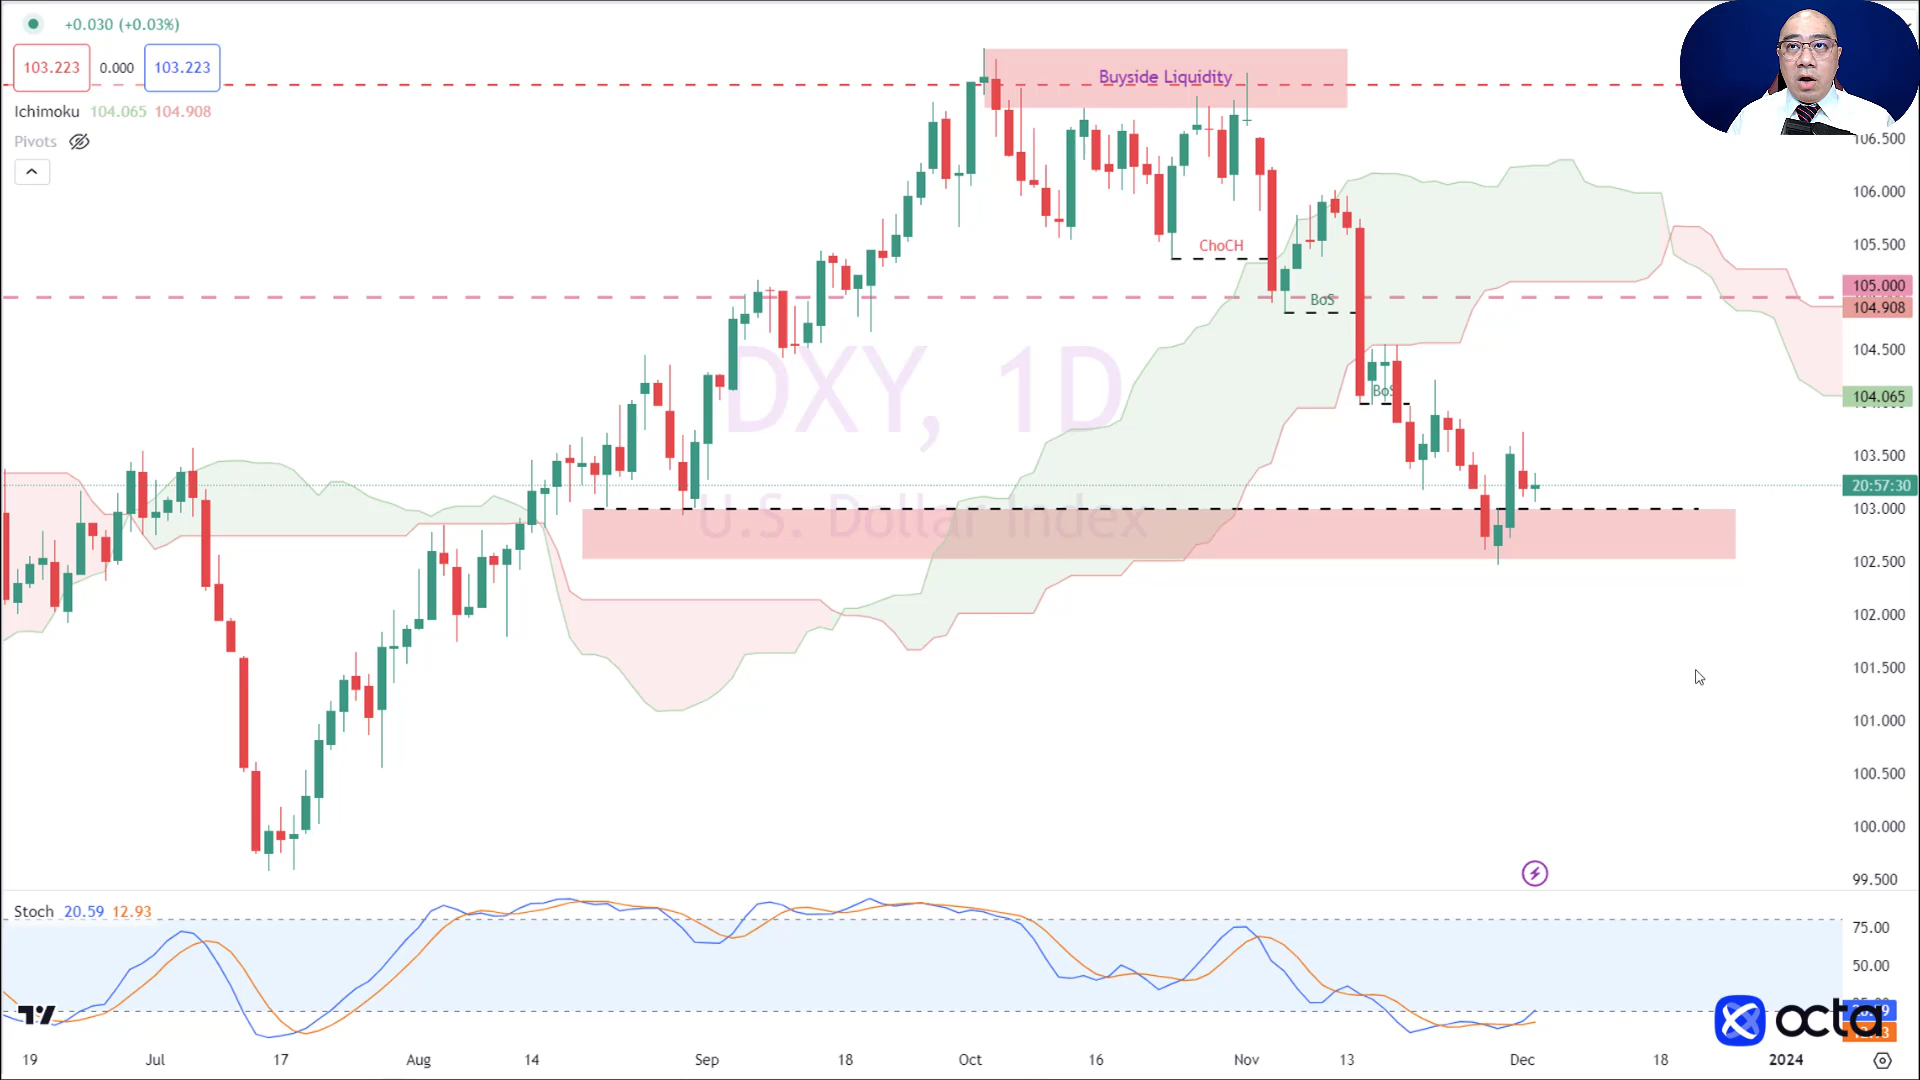 +0.030 (+0.03%)
103.223 0.000 103.223
Ichimoku 104.065 104.908
Pivots
Buyside Liquidity
ChoCH
BoS
BoS
DXY, 1D
U.S. Dollar Index
106.500
106.000
105.500
105.000
104.908
104.500
104.065
103.500
20:57:30
103.000
102.500
102.000
101.500
101.000
100.500
100.000
99.500
Stoch 20.59 12.93
75.00
50.00
octa
19 Jul 17 Aug 14 Sep 18 Oct 16 Nov 13 Dec 18 2024